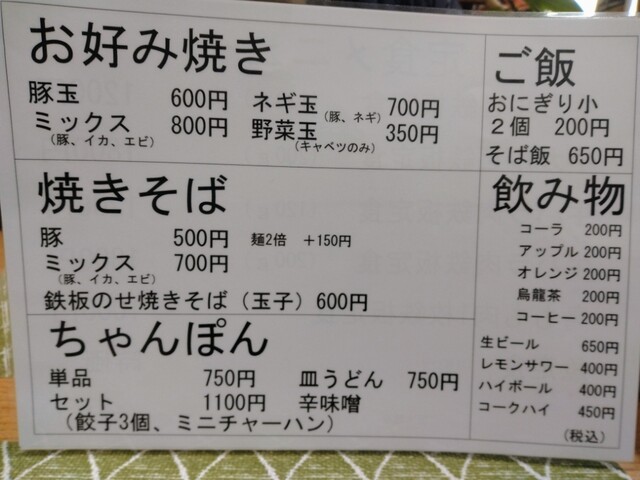 お好み焼き
豚玉 600円 ネギ玉 700円
(豚、ネギ)
ミックス 800円 野菜玉 350円
(豚、イカ、エビ) (キャベツのみ)
焼きそば
豚 500円 麺2倍 +150円
ミックス 700円
(豚、イカ、エビ)
鉄板のせ焼きそば(玉子)600円
ちゃんぽん
単品 750円 皿うどん 750円
セット 1100円 辛味噌
(餃子3個、ミニチャーハン)
ご飯
おにぎり小
2個 200円
そば飯 650円
飲み物
コーラ 200円
アップル 200円
オレンジ 200円
烏龍茶 200円
コーヒー 200円
生ビール 650円
レモンサワー 400円
ハイボール 400円
コークハイ 450円
(税込)